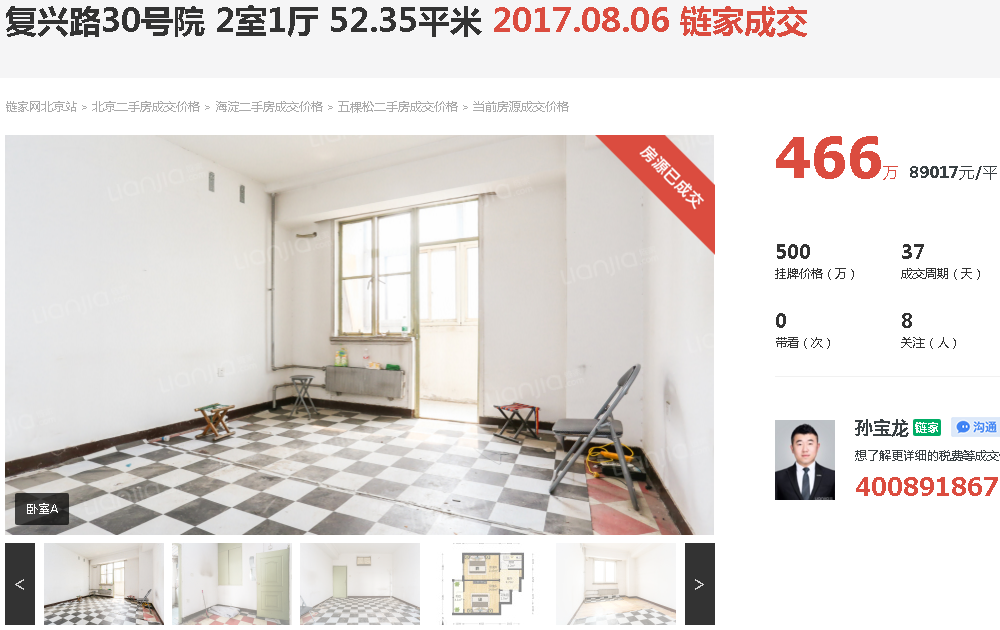 复兴路30号院 2室1厅 52.35平米 2017.08.06 链家成交
链家网北京站 > 北京二手房成交价格 > 海淀二手房成交价格 > 五棵松二手房成交价格 > 当前房源成交价格
房源已成交
466万 89017元/平
500
挂牌价格（万）
37
成交周期（天）
0
带看（次）
8
关注（人）
孙宝龙 链家 沟通
想了解更详细的税费等成交
400891867
卧室A
lianjia
< >